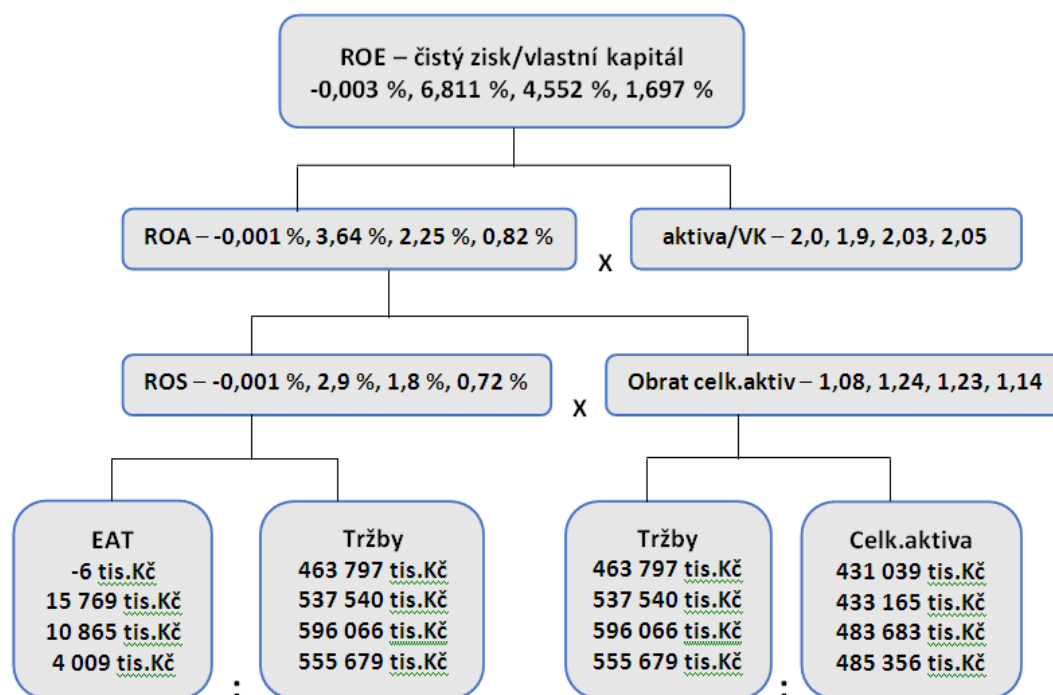 ROE – čistý zisk/vlastní kapitál
-0,003 %, 6,811 %, 4,552 %, 1,697 %
ROA – -0,001 %, 3,64 %, 2,25 %, 0,82 %
X
aktiva/VK – 2,0, 1,9, 2,03, 2,05
ROS – -0,001 %, 2,9 %, 1,8 %, 0,72 %
X
Obrat celk.aktiv – 1,08, 1,24, 1,23, 1,14
EAT
-6 tis.Kč
15 769 tis.Kč
10 865 tis.Kč
4 009 tis.Kč
:
Tržby
463 797 tis.Kč
537 540 tis.Kč
596 066 tis.Kč
555 679 tis.Kč
Tržby
463 797 tis.Kč
537 540 tis.Kč
596 066 tis.Kč
555 679 tis.Kč
:
Celk.aktiva
431 039 tis.Kč
433 165 tis.Kč
483 683 tis.Kč
485 356 tis.Kč